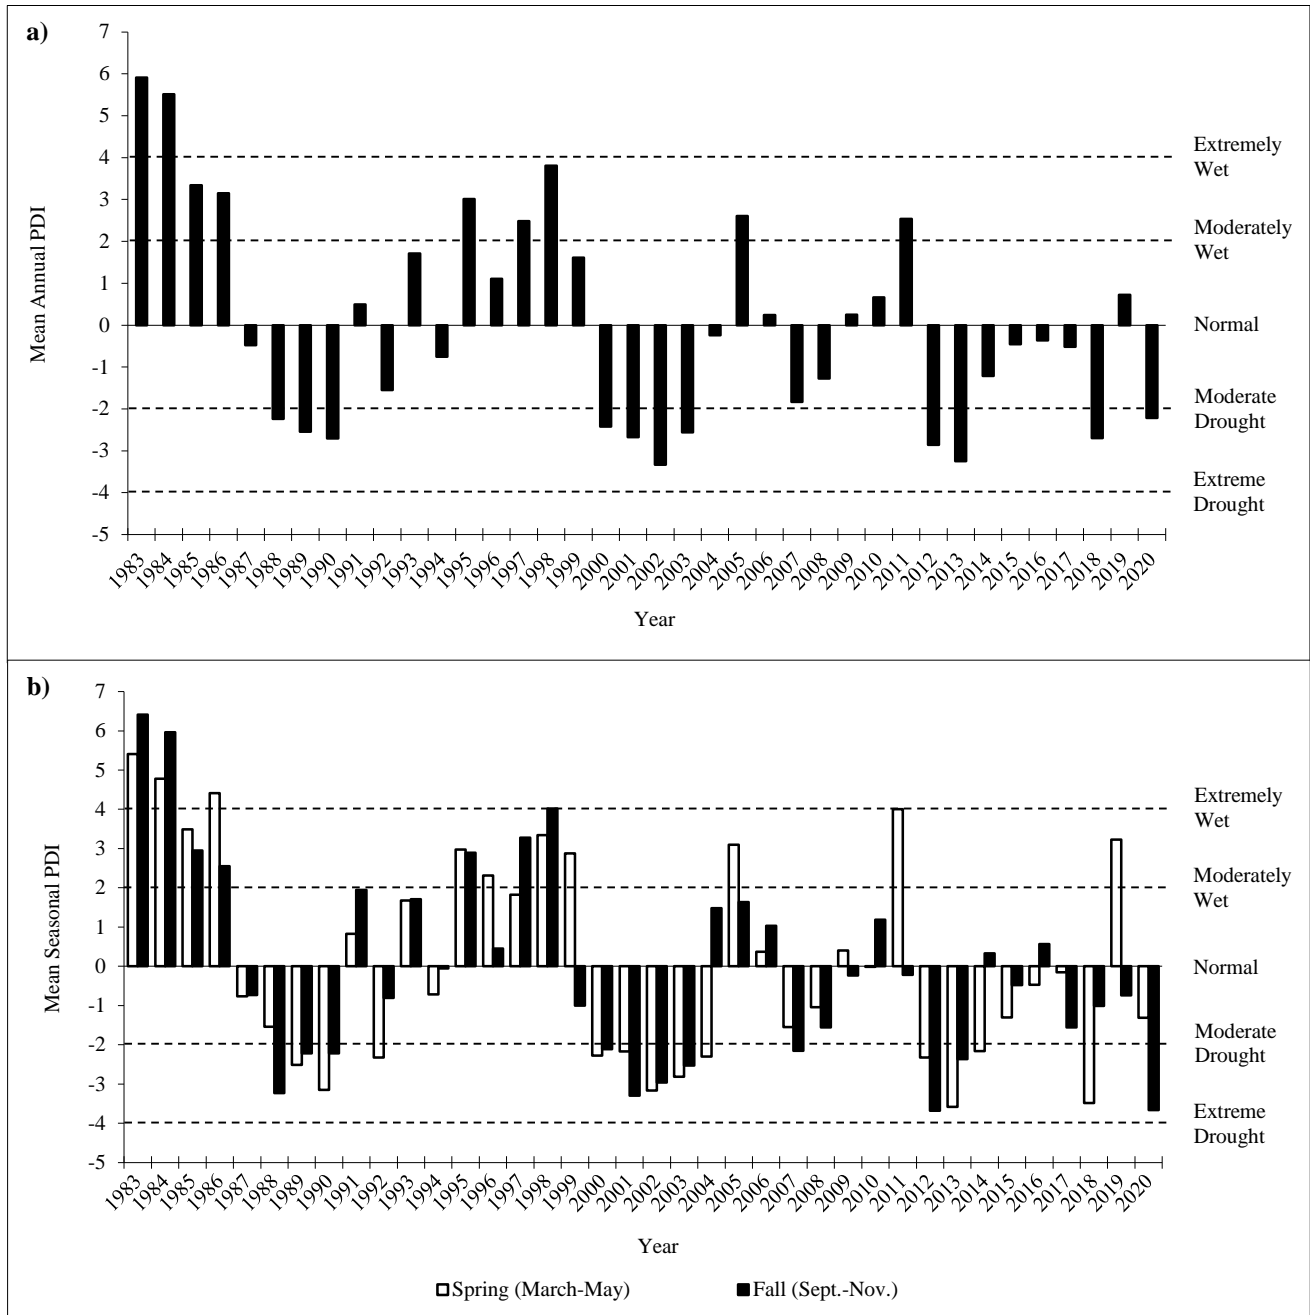 a)
7
6
5
4
3
2
1
0
-1
-2
-3
-4
-5
Mean Annual PDI
Extremely
Wet
Moderately
Wet
Normal
Moderate
Drought
Extreme
Drought
1983 1984 1985 1986 1987 1988 1989 1990 1991 1992 1993 1994 1995 1996 1997 1998 1999 2000 2001 2002 2003 2004 2005 2006 2007 2008 2009 2010 2011 2012 2013 2014 2015 2016 2017 2018 2019 2020
Year
b)
7
6
5
4
3
2
1
0
-1
-2
-3
-4
-5
Mean Seasonal PDI
Extremely
Wet
Moderately
Wet
Normal
Moderate
Drought
Extreme
Drought
1983 1984 1985 1986 1987 1988 1989 1990 1991 1992 1993 1994 1995 1996 1997 1998 1999 2000 2001 2002 2003 2004 2005 2006 2007 2008 2009 2010 2011 2012 2013 2014 2015 2016 2017 2018 2019 2020
Year
Spring (March-May) Fall (Sept.-Nov.)